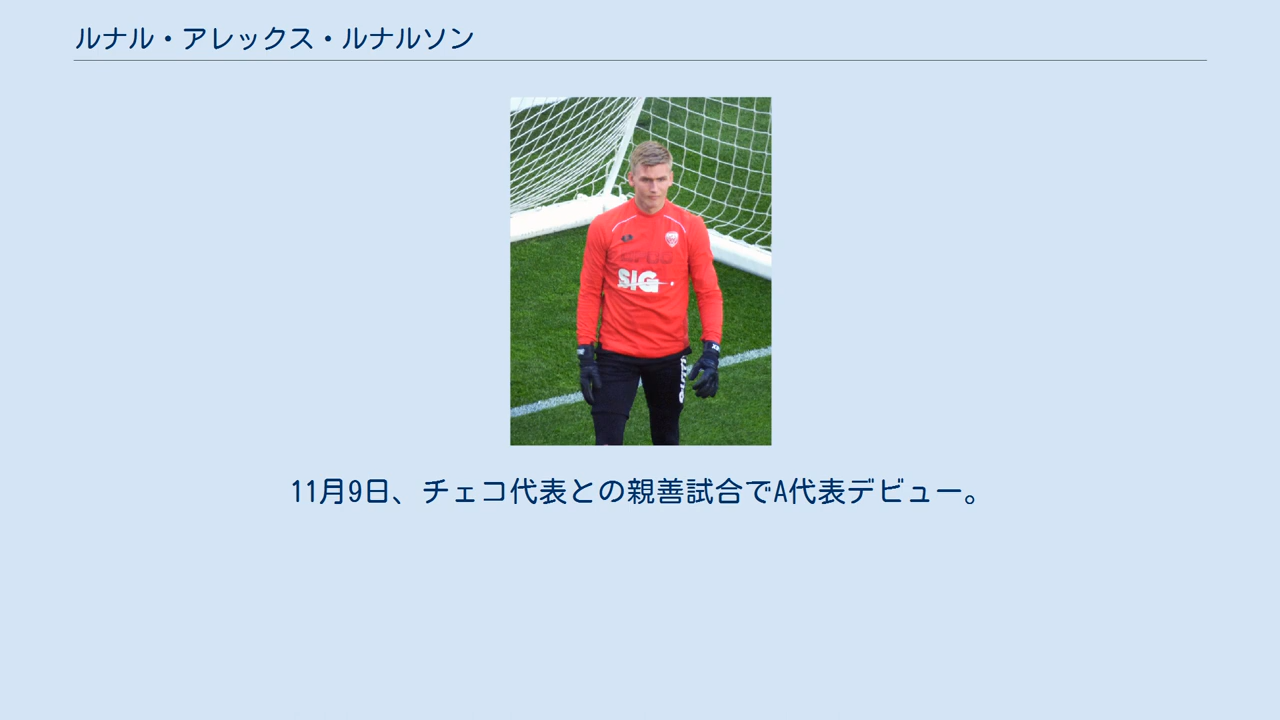 ルナル・アレックス・ルナルソン
SIG
11月9日、チェコ代表との親善試合でA代表デビュー。